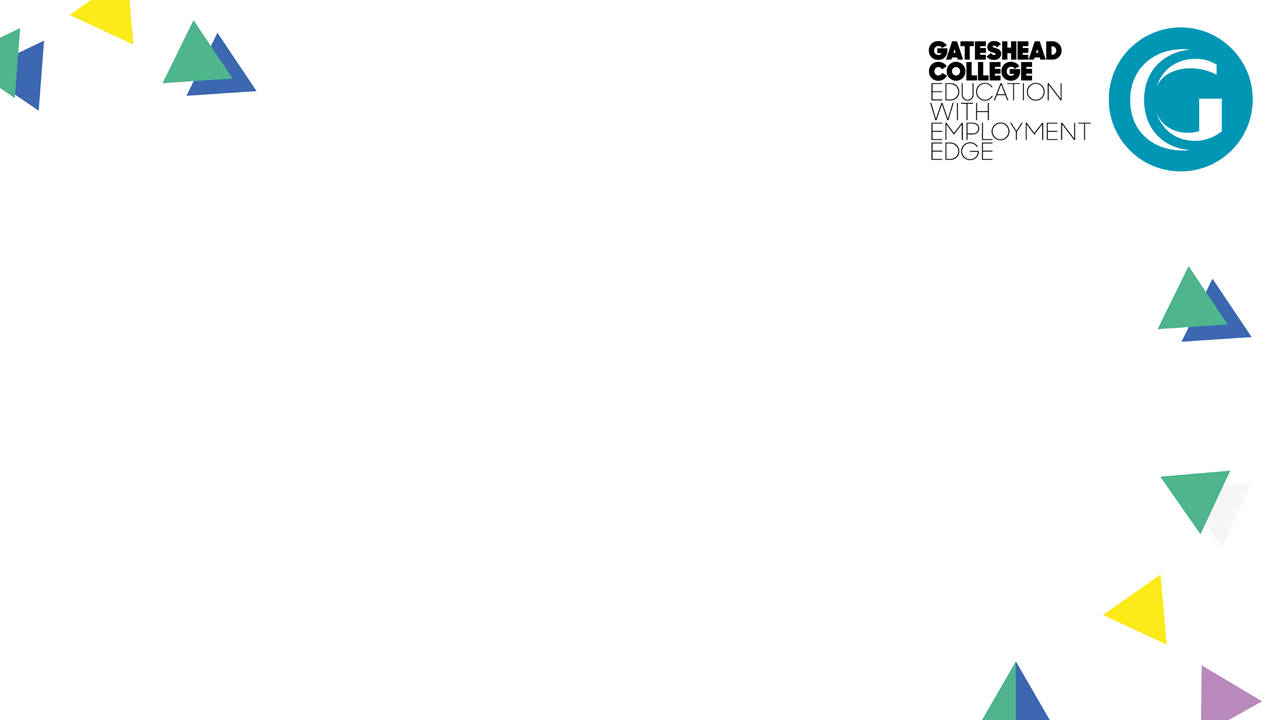 GATESHEAD
COLLEGE
EDUCATION
WITH
EMPLOYMENT
EDGE
G